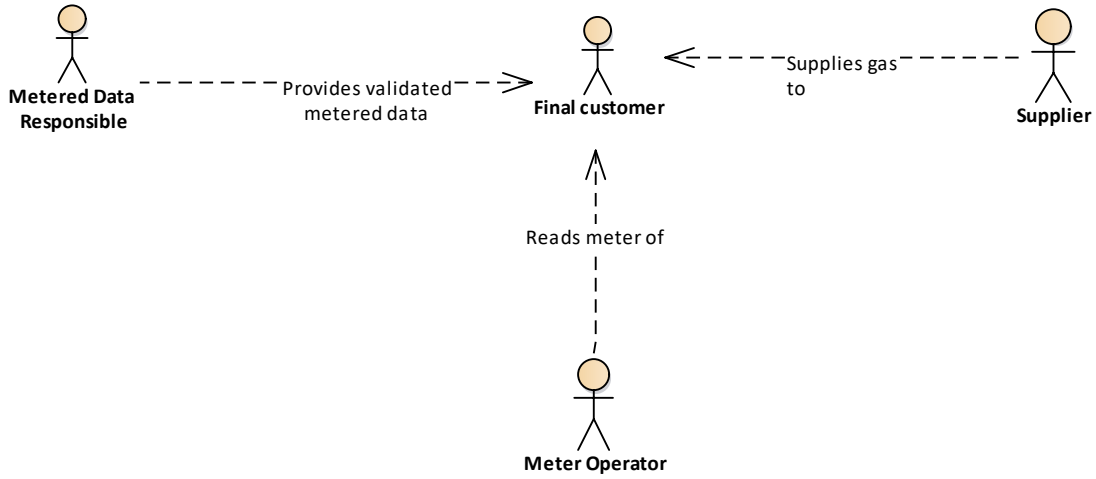 Metered Data
Responsible
Provides validated
metered data
Final customer
Supplies gas
to
Supplier
Reads meter of
Meter Operator